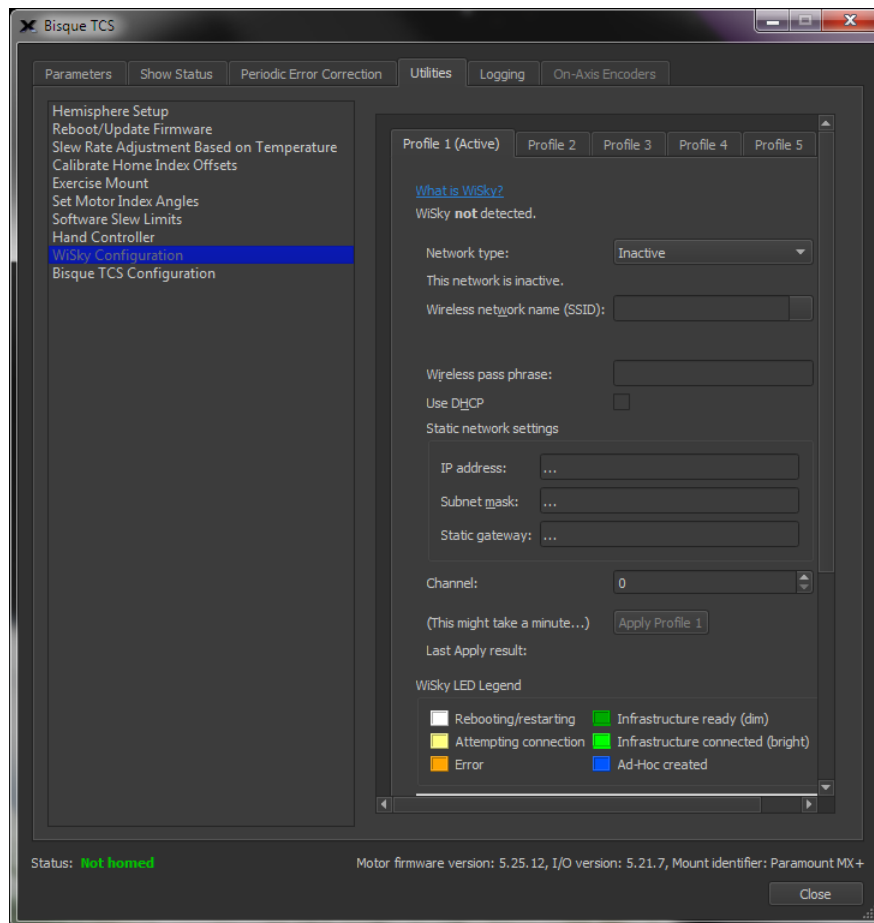 Bisque TCS
Parameters Show Status Periodic Error Correction Utilities Logging On-Axis Encoders
Hemisphere Setup
Reboot/Update Firmware
Slew Rate Adjustment Based on Temperature
Calibrate Home Index Offsets
Exercise Mount
Set Motor Index Angles
Software Slew Limits
Hand Controller
WiSky Configuration
Bisque TCS Configuration
Profile 1 (Active) Profile 2 Profile 3 Profile 4 Profile 5
What is WiSky?
WiSky not detected.
Network type: Inactive
This network is inactive.
Wireless network name (SSID):
Wireless pass phrase:
Use DHCP
Static network settings
IP address: ...
Subnet mask: ...
Static gateway: ...
Channel: 0
(This might take a minute...) Apply Profile 1
Last Apply result:
WiSky LED Legend
Rebooting/restarting Infrastructure ready (dim)
Attempting connection Infrastructure connected (bright)
Error Ad-Hoc created
Status: Not homed Motor firmware version: 5.25.12, I/O version: 5.21.7, Mount identifier: Paramount MX+
Close